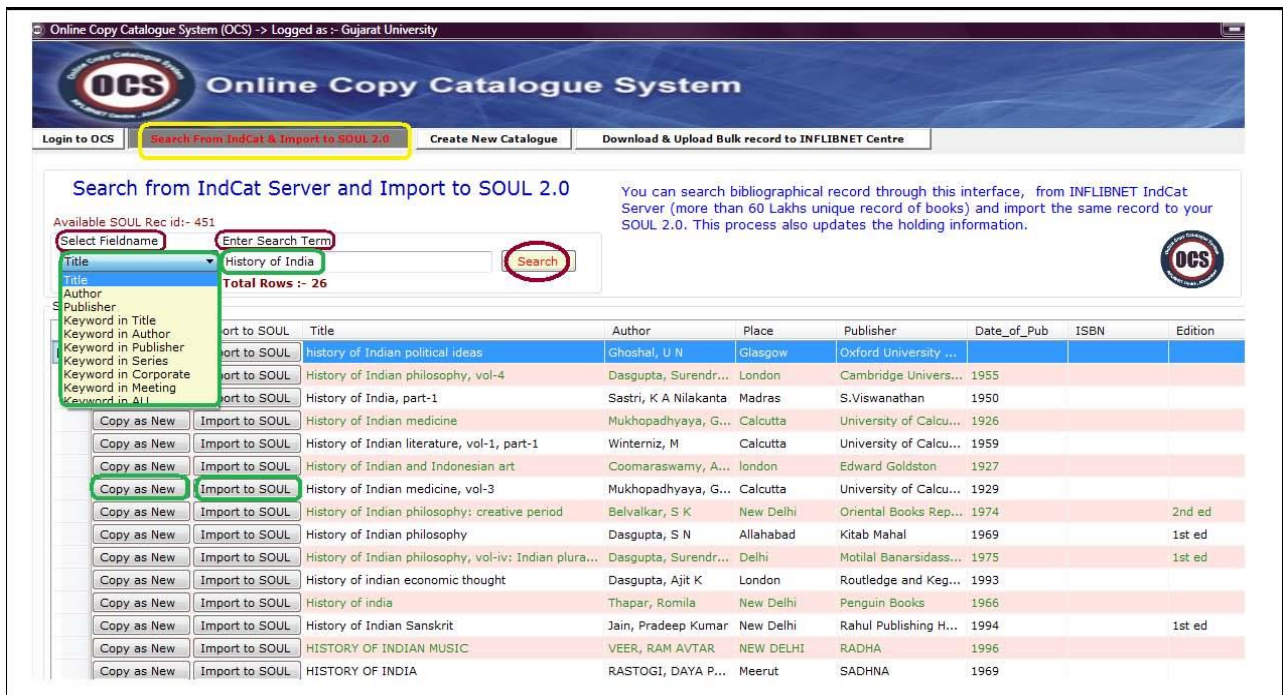 Online Copy Catalogue System (OCS) -> Logged as :- Gujarat University
OCS Online Copy Catalogue System
Login to OCS Search From IndCat & Import to SOUL 2.0 Create New Catalogue Download & Upload Bulk record to INFLIBNET Centre
Search from IndCat Server and Import to SOUL 2.0
You can search bibliographical record through this interface, from INFLIBNET IndCat
Server (more than 60 Lakhs unique record of books) and import the same record to your
SOUL 2.0. This process also updates the holding information.
Available SOUL Rec id:- 451
Select Fieldname Enter Search Term
Title History of India Search
OCS
Total Rows :- 26
Title
Author
Publisher
Keyword in Title
Keyword in Author
Keyword in Publisher
Keyword in Series
Keyword in Corporate
Keyword in Meeting
Keyword in ALL
ort to SOUL Title Author Place Publisher Date_of_Pub ISBN Edition
ort to SOUL history of Indian political ideas Ghoshal, U N Glasgow Oxford University ...
ort to SOUL History of Indian philosophy, vol-4 Dasgupta, Surendr... London Cambridge Univers... 1955
ort to SOUL History of India, part-1 Sastri, K A Nilakanta Madras S.Viswanathan 1950
Copy as New Import to SOUL History of Indian medicine Mukhopadhyaya, G... Calcutta University of Calcu... 1926
Copy as New Import to SOUL History of Indian literature, vol-1, part-1 Winterniz, M Calcutta University of Calcu... 1959
Copy as New Import to SOUL History of Indian and Indonesian art Coomaraswamy, A... london Edward Goldston 1927
Copy as New Import to SOUL History of Indian medicine, vol-3 Mukhopadhyaya, G... Calcutta University of Calcu... 1929
Copy as New Import to SOUL History of Indian philosophy: creative period Belvalkar, S K New Delhi Oriental Books Rep... 1974 2nd ed
Copy as New Import to SOUL History of Indian philosophy Dasgupta, S N Allahabad Kitab Mahal 1969 1st ed
Copy as New Import to SOUL History of Indian philosophy, vol-iv: Indian plura... Dasgupta, Surendr... Delhi Motilal Banarsidass... 1975 1st ed
Copy as New Import to SOUL History of indian economic thought Dasgupta, Ajit K London Routledge and Keg... 1993
Copy as New Import to SOUL History of india Thapar, Romila New Delhi Penguin Books 1966
Copy as New Import to SOUL History of Indian Sanskrit Jain, Pradeep Kumar New Delhi Rahul Publishing H... 1994 1st ed
Copy as New Import to SOUL HISTORY OF INDIAN MUSIC VEER, RAM AVTAR NEW DELHI RADHA 1996
Copy as New Import to SOUL HISTORY OF INDIA RASTOGI, DAYA P... Meerut SADHNA 1969